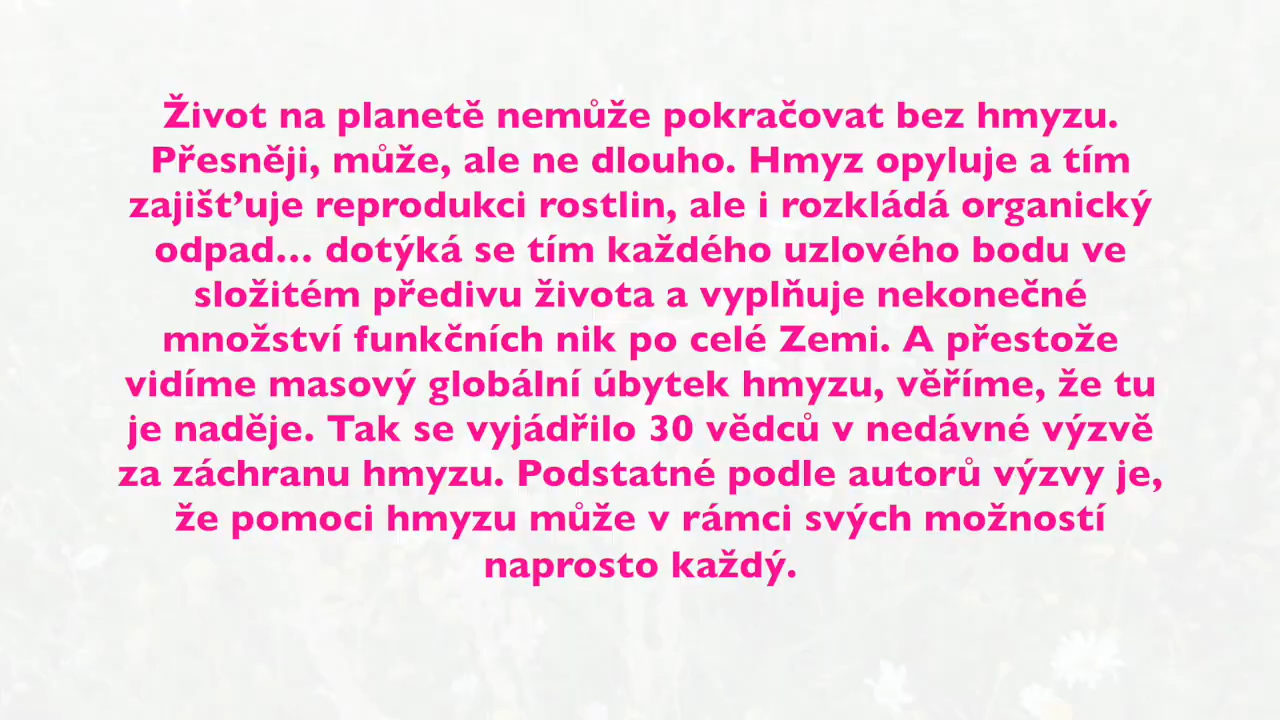 Život na planetě nemůže pokračovat bez hmyzu.
Přesněji, může, ale ne dlouho. Hmyz opyluje a tím
zajišt’uje reprodukci rostlin, ale i rozkládá organický
odpad... dotýká se tím každého uzlového bodu ve
složitém předivu života a vyplňuje nekonečné
množství funkčních nik po celé Zemi. A přestože
vidíme masový globální úbytek hmyzu, věříme, že tu
je naděje. Tak se vyjádřilo 30 vědců v nedávné výzvě
za záchranu hmyzu. Podstatné podle autorů výzvy je,
že pomoci hmyzu může v rámci svých možností
naprosto každý.